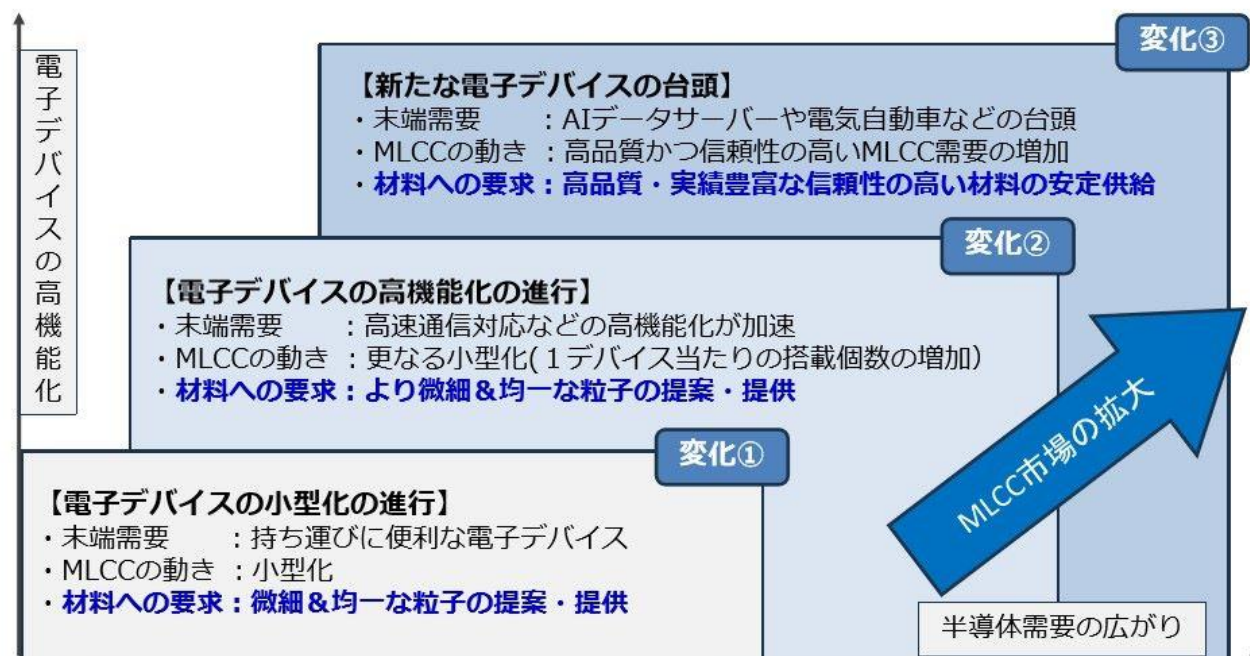 電子デバイスの高機能化
変化③
【新たな電子デバイスの台頭】
・末端需要　　：AIデータサーバーや電気自動車などの台頭
・MLCCの動き ：高品質かつ信頼性の高いMLCC需要の増加
・材料への要求：高品質・実績豊富な信頼性の高い材料の安定供給
変化②
【電子デバイスの高機能化の進行】
・末端需要　　：高速通信対応などの高機能化が加速
・MLCCの動き ：更なる小型化(１デバイス当たりの搭載個数の増加）
・材料への要求：より微細＆均一な粒子の提案・提供
変化①
【電子デバイスの小型化の進行】
・末端需要　　：持ち運びに便利な電子デバイス
・MLCCの動き ：小型化
・材料への要求：微細＆均一な粒子の提案・提供
MLCC市場の拡大
半導体需要の広がり